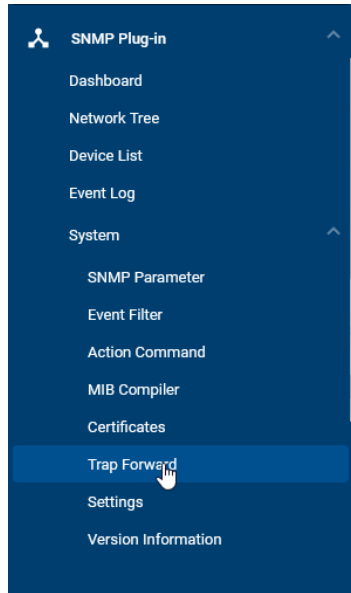 SNMP Plug-in
Dashboard
Network Tree
Device List
Event Log
System
SNMP Parameter
Event Filter
Action Command
MIB Compiler
Certificates
Trap Forward
Settings
Version Information